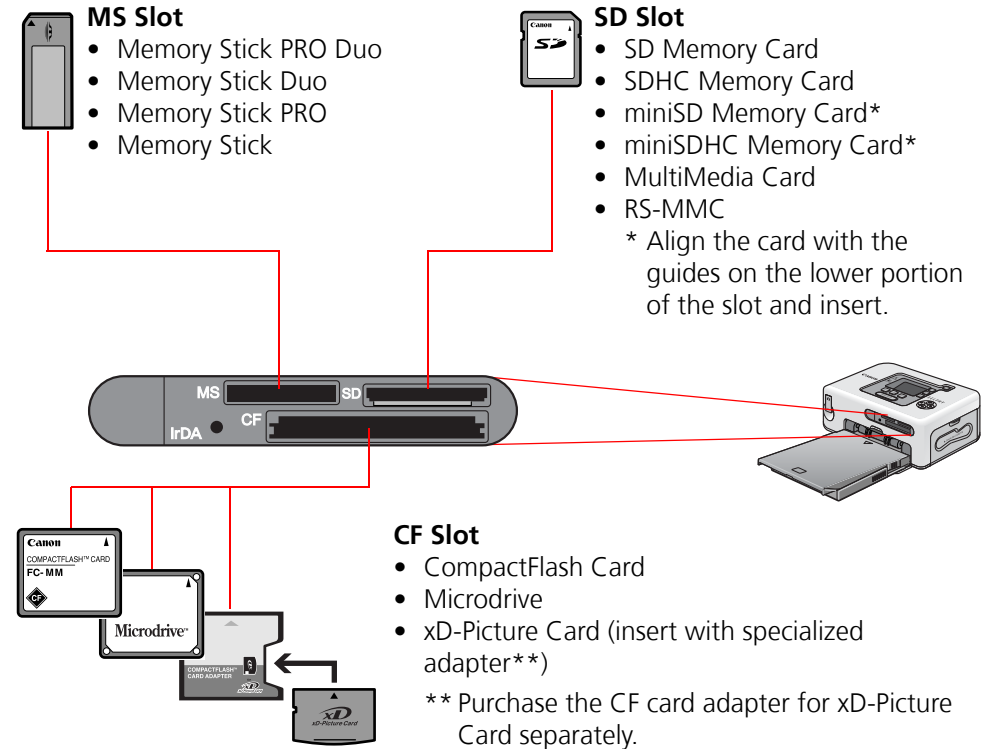 MS Slot
• Memory Stick PRO Duo
• Memory Stick Duo
• Memory Stick PRO
• Memory Stick
Canon
SD
SD Slot
• SD Memory Card
• SDHC Memory Card
• miniSD Memory Card*
• miniSDHC Memory Card*
• MultiMedia Card
• RS-MMC
* Align the card with the
guides on the lower portion
of the slot and insert.
MS
SD
IrDA
CF
Canon
COMPACTFLASH™ CARD
FC-MM
CF
Microdrive™
COMPACTFLASH™
CARD ADAPTER
xD
xD-Picture Card
CF Slot
• CompactFlash Card
• Microdrive
• xD-Picture Card (insert with specialized
adapter**)
** Purchase the CF card adapter for xD-Picture
Card separately.